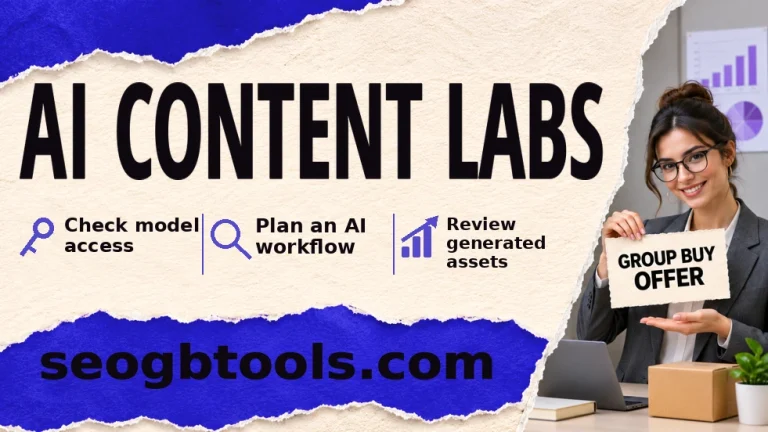 AI CONTENT LABS
Check model
access
Plan an AI
workflow
Review
generated
assets
GROUP BUY
OFFER
seogbtools.com